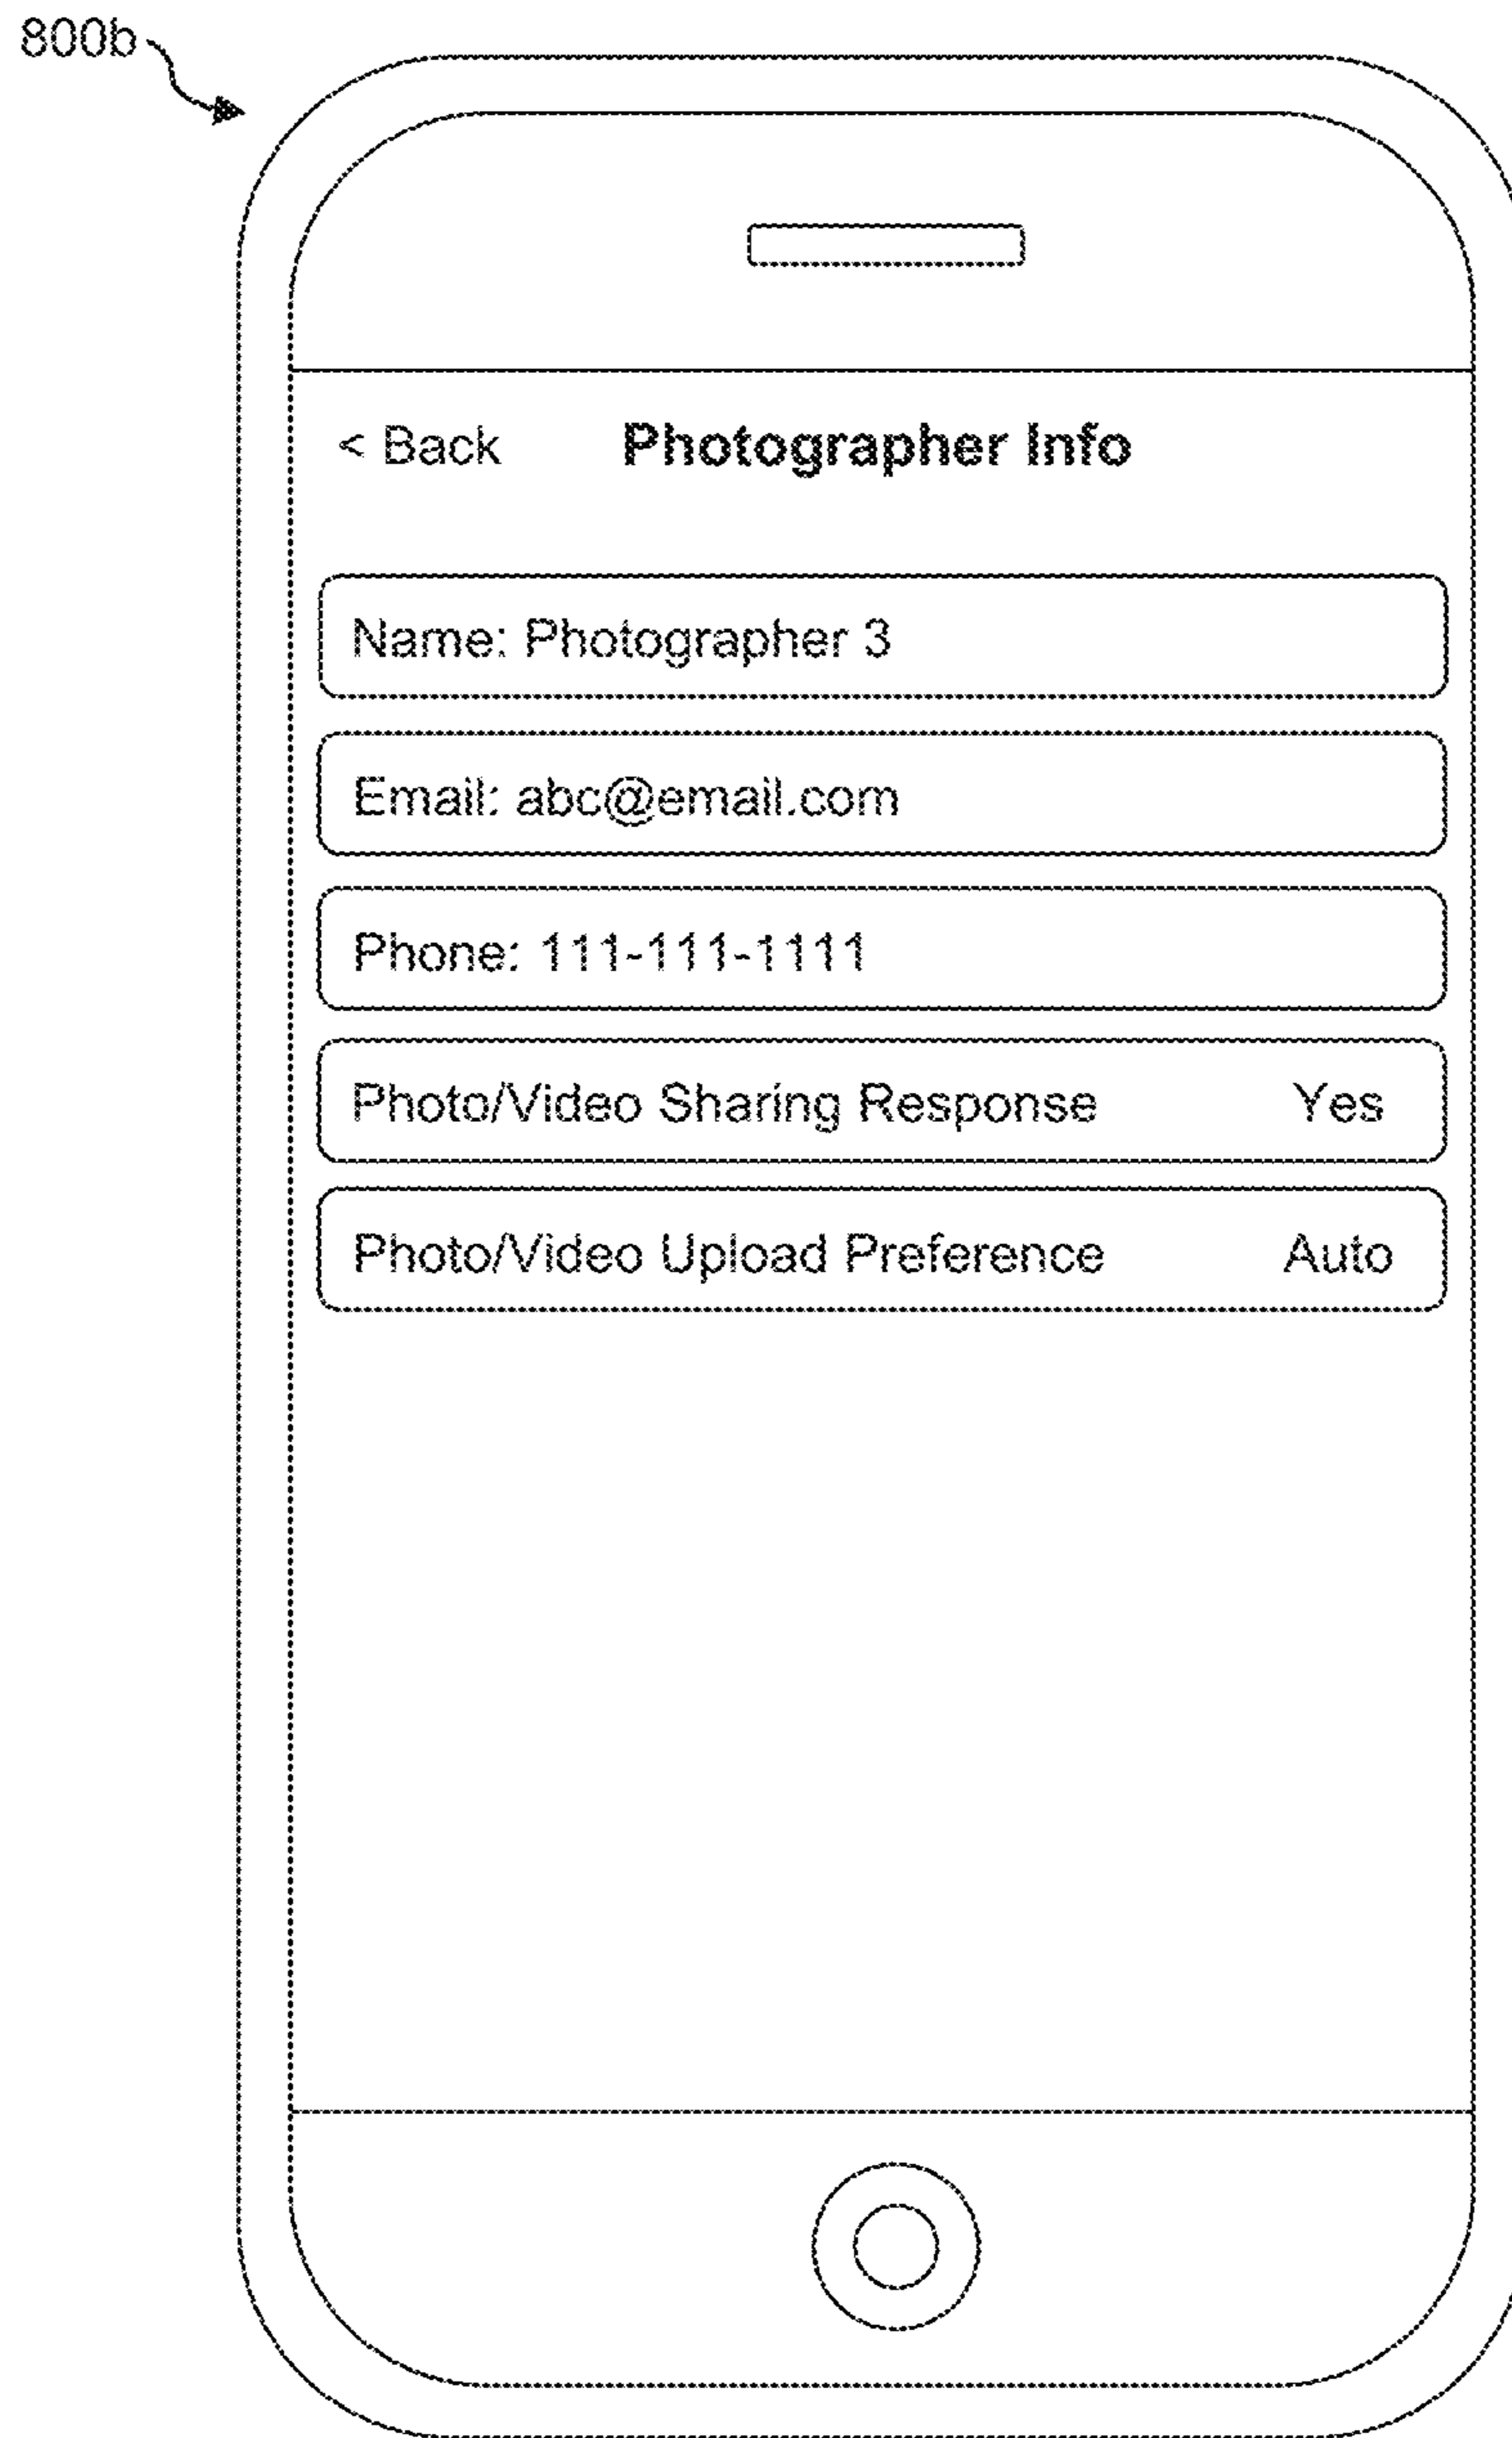 800b
< Back Photographer Info
Name: Photographer 3
Email: abc@email.com
Phone: 111-111-1111
Photo/Video Sharing Response Yes
Photo/Video Upload Preference Auto